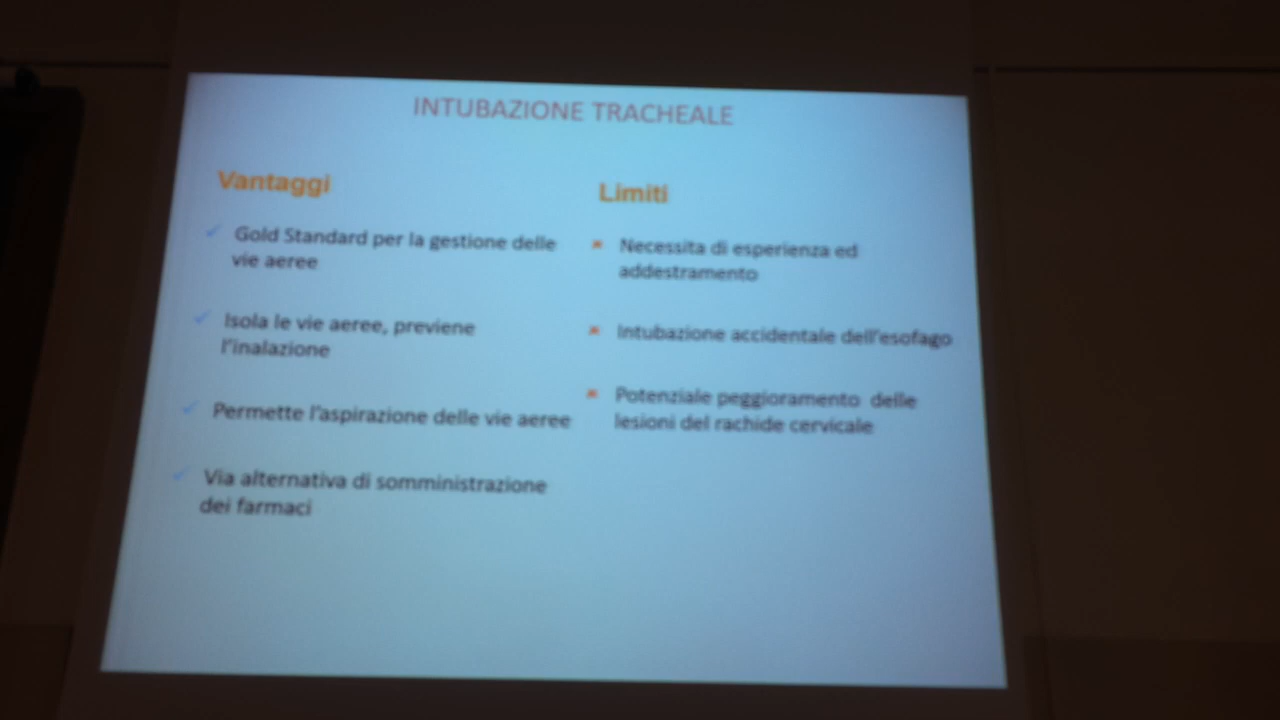 INTUBAZIONE TRACHEALE
Vantaggi
Gold Standard per la gestione delle
vie aeree
Isola le vie aeree, previene
l'inalazione
Permette l'aspirazione delle vie aeree
Via alternativa di somministrazione
dei farmaci
Limiti
Necessita di esperienza ed
addestramento
Intubazione accidentale dell'esofago
Potenziale peggioramento delle
lesioni del rachide cervicale